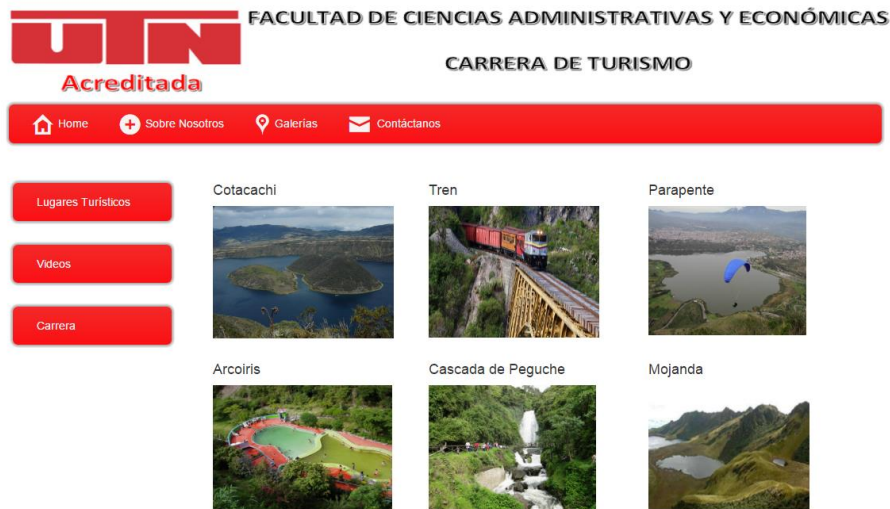 UTN
FACULTAD DE CIENCIAS ADMINISTRATIVAS Y ECONÓMICAS
CARRERA DE TURISMO
Acreditada
Home
Sobre Nosotros
Galerías
Contáctanos
Lugares Turísticos
Videos
Carrera
Cotacachi
Tren
Parapente
Arcoiris
Cascada de Peguche
Mojanda